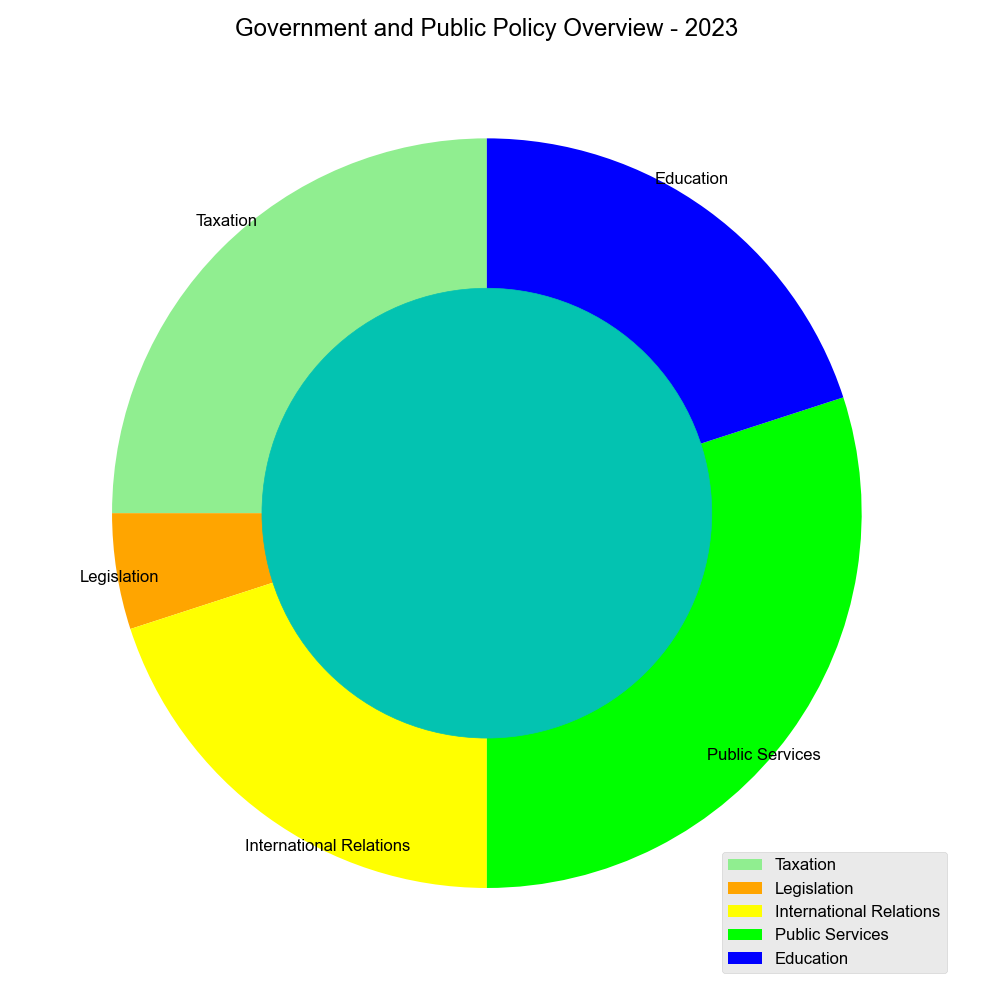 Government and Public Policy Overview - 2023
Education
Taxation
Legislation
Public Services
International Relations
Taxation
Legislation
International Relations
Public Services
Education